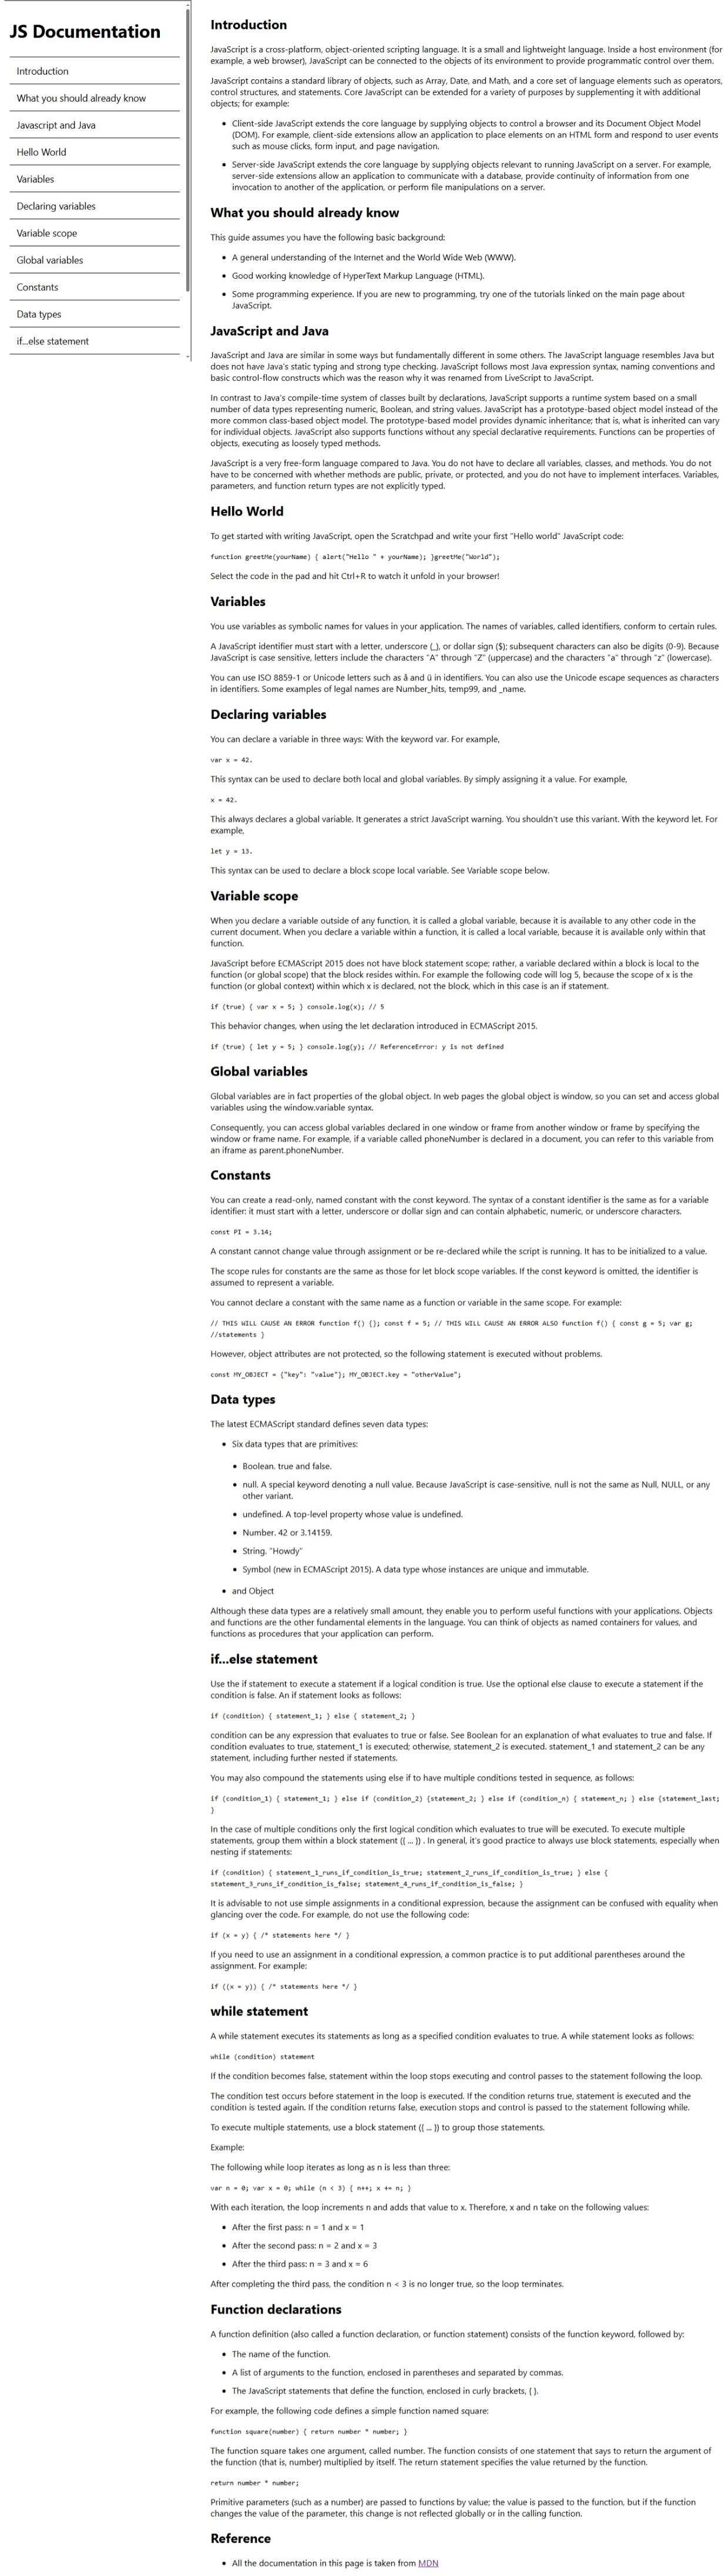 JS Documentation
Introduction
What you should already know
Javascript and Java
Hello World
Variables
Declaring variables
Variable scope
Global variables
Constants
Data types
if...else statement
Introduction
JavaScript is a cross-platform, object-oriented scripting language. It is a small and lightweight language. Inside a host environment (for
example, a web browser), JavaScript can be connected to the objects of its environment to provide programmatic control over them.
JavaScript contains a standard library of objects, such as Array, Date, and Math, and a core set of language elements such as operators,
control structures, and statements. Core JavaScript can be extended for a variety of purposes by supplementing it with additional
objects; for example:
• Client-side JavaScript extends the core language by supplying objects to control a browser and its Document Object Model
(DOM). For example, client-side extensions allow an application to place elements on an HTML form and respond to user events
such as mouse clicks, form input, and page navigation.
• Server-side JavaScript extends the core language by supplying objects relevant to running JavaScript on a server. For example,
server-side extensions allow an application to communicate with a database, provide continuity of information from one
invocation to another of the application, or perform file manipulations on a server.
What you should already know
This guide assumes you have the following basic background:
• A general understanding of the Internet and the World Wide Web (WWW).
• Good working knowledge of HyperText Markup Language (HTML).
• Some programming experience. If you are new to programming, try one of the tutorials linked on the main page about
JavaScript.
JavaScript and Java
JavaScript and Java are similar in some ways but fundamentally different in some others. The JavaScript language resembles Java but
does not have Java's static typing and strong type checking. JavaScript follows most Java expression syntax, naming conventions and
basic control-flow constructs which was the reason why it was renamed from LiveScript to JavaScript.
In contrast to Java's compile-time system of classes built by declarations, JavaScript supports a runtime system based on a small
number of data types representing numeric, Boolean, and string values. JavaScript has a prototype-based object model instead of the
more common class-based object model. The prototype-based model provides dynamic inheritance; that is, what is inherited can vary
for individual objects. JavaScript also supports functions without any special declarative requirements. Functions can be properties of
objects, executing as loosely typed methods.
JavaScript is a very free-form language compared to Java. You do not have to declare all variables, classes, and methods. You do not
have to be concerned with whether methods are public, private, or protected, and you do not have to implement interfaces. Variables,
parameters, and function return types are not explicitly typed.
Hello World
To get started with writing JavaScript, open the Scratchpad and write your first "Hello world" JavaScript code:
function greetMe(yourName) { alert("Hello " + yourName); }greetMe("World");
Select the code in the pad and hit Ctrl+R to watch it unfold in your browser!
Variables
You use variables as symbolic names for values in your application. The names of variables, called identifiers, conform to certain rules.
A JavaScript identifier must start with a letter, underscore (_), or dollar sign ($); subsequent characters can also be digits (0-9). Because
JavaScript is case sensitive, letters include the characters "A" through "Z" (uppercase) and the characters "a" through "z" (lowercase).
You can use ISO 8859-1 or Unicode letters such as å and ü in identifiers. You can also use the Unicode escape sequences as characters
in identifiers. Some examples of legal names are Number_hits, temp99, and _name.
Declaring variables
You can declare a variable in three ways: With the keyword var. For example,
var x = 42.
This syntax can be used to declare both local and global variables. By simply assigning it a value. For example,
x = 42.
This always declares a global variable. It generates a strict JavaScript warning. You shouldn't use this variant. With the keyword let. For
example,
let y = 13.
This syntax can be used to declare a block scope local variable. See Variable scope below.
Variable scope
When you declare a variable outside of any function, it is called a global variable, because it is available to any other code in the
current document. When you declare a variable within a function, it is called a local variable, because it is available only within that
function.
JavaScript before ECMAScript 2015 does not have block statement scope; rather, a variable declared within a block is local to the
function (or global scope) that the block resides within. For example the following code will log 5, because the scope of x is the
function (or global context) within which x is declared, not the block, which in this case is an if statement.
if (true) { var x = 5; } console.log(x); // 5
This behavior changes, when using the let declaration introduced in ECMAScript 2015.
if (true) { let y = 5; } console.log(y); // ReferenceError: y is not defined
Global variables
Global variables are in fact properties of the global object. In web pages the global object is window, so you can set and access global
variables using the window.variable syntax.
Consequently, you can access global variables declared in one window or frame from another window or frame by specifying the
window or frame name. For example, if a variable called phoneNumber is declared in a document, you can refer to this variable from
an iframe as parent.phoneNumber.
Constants
You can create a read-only, named constant with the const keyword. The syntax of a constant identifier is the same as for a variable
identifier: it must start with a letter, underscore or dollar sign and can contain alphabetic, numeric, or underscore characters.
const PI = 3.14;
A constant cannot change value through assignment or be re-declared while the script is running. It has to be initialized to a value.
The scope rules for constants are the same as those for let block scope variables. If the const keyword is omitted, the identifier is
assumed to represent a variable.
You cannot declare a constant with the same name as a function or variable in the same scope. For example:
// THIS WILL CAUSE AN ERROR function f() {}; const f = 5; // THIS WILL CAUSE AN ERROR ALSO function f() { const g = 5; var g;
//statements }
However, object attributes are not protected, so the following statement is executed without problems.
const MY_OBJECT = {"key": "value"}; MY_OBJECT.key = "otherValue";
Data types
The latest ECMAScript standard defines seven data types:
• Six data types that are primitives:
• Boolean. true and false.
• null. A special keyword denoting a null value. Because JavaScript is case-sensitive, null is not the same as Null, NULL, or any
other variant.
• undefined. A top-level property whose value is undefined.
• Number. 42 or 3.14159.
• String. "Howdy"
• Symbol (new in ECMAScript 2015). A data type whose instances are unique and immutable.
• and Object
Although these data types are a relatively small amount, they enable you to perform useful functions with your applications. Objects
and functions are the other fundamental elements in the language. You can think of objects as named containers for values, and
functions as procedures that your application can perform.
if...else statement
Use the if statement to execute a statement if a logical condition is true. Use the optional else clause to execute a statement if the
condition is false. An if statement looks as follows:
if (condition) { statement_1; } else { statement_2; }
condition can be any expression that evaluates to true or false. See Boolean for an explanation of what evaluates to true and false. If
condition evaluates to true, statement_1 is executed; otherwise, statement_2 is executed. statement_1 and statement_2 can be any
statement, including further nested if statements.
You may also compound the statements using else if to have multiple conditions tested in sequence, as follows:
if (condition_1) { statement_1; } else if (condition_2) {statement_2; } else if (condition_n) { statement_n; } else {statement_last;
}
In the case of multiple conditions only the first logical condition which evaluates to true will be executed. To execute multiple
statements, group them within a block statement ({ ... }) . In general, it's good practice to always use block statements, especially when
nesting if statements:
if (condition) { statement_1_runs_if_condition_is_true; statement_2_runs_if_condition_is_true; } else {
statement_3_runs_if_condition_is_false; statement_4_runs_if_condition_is_false; }
It is advisable to not use simple assignments in a conditional expression, because the assignment can be confused with equality when
glancing over the code. For example, do not use the following code:
if (x = y) { /* statements here */ }
If you need to use an assignment in a conditional expression, a common practice is to put additional parentheses around the
assignment. For example:
if ((x = y)) { /* statements here */ }
while statement
A while statement executes its statements as long as a specified condition evaluates to true. A while statement looks as follows:
while (condition) statement
If the condition becomes false, statement within the loop stops executing and control passes to the statement following the loop.
The condition test occurs before statement in the loop is executed. If the condition returns true, statement is executed and the
condition is tested again. If the condition returns false, execution stops and control is passed to the statement following while.
To execute multiple statements, use a block statement ({ ... }) to group those statements.
Example:
The following while loop iterates as long as n is less than three:
var n = 0; var x = 0; while (n < 3) { n++; x += n; }
With each iteration, the loop increments n and adds that value to x. Therefore, x and n take on the following values:
• After the first pass: n = 1 and x = 1
• After the second pass: n = 2 and x = 3
• After the third pass: n = 3 and x = 6
After completing the third pass, the condition n < 3 is no longer true, so the loop terminates.
Function declarations
A function definition (also called a function declaration, or function statement) consists of the function keyword, followed by:
• The name of the function.
• A list of arguments to the function, enclosed in parentheses and separated by commas.
• The JavaScript statements that define the function, enclosed in curly brackets, { }.
For example, the following code defines a simple function named square:
function square(number) { return number * number; }
The function square takes one argument, called number. The function consists of one statement that says to return the argument of
the function (that is, number) multiplied by itself. The return statement specifies the value returned by the function.
return number * number;
Primitive parameters (such as a number) are passed to functions by value; the value is passed to the function, but if the function
changes the value of the parameter, this change is not reflected globally or in the calling function.
Reference
• All the documentation in this page is taken from MDN